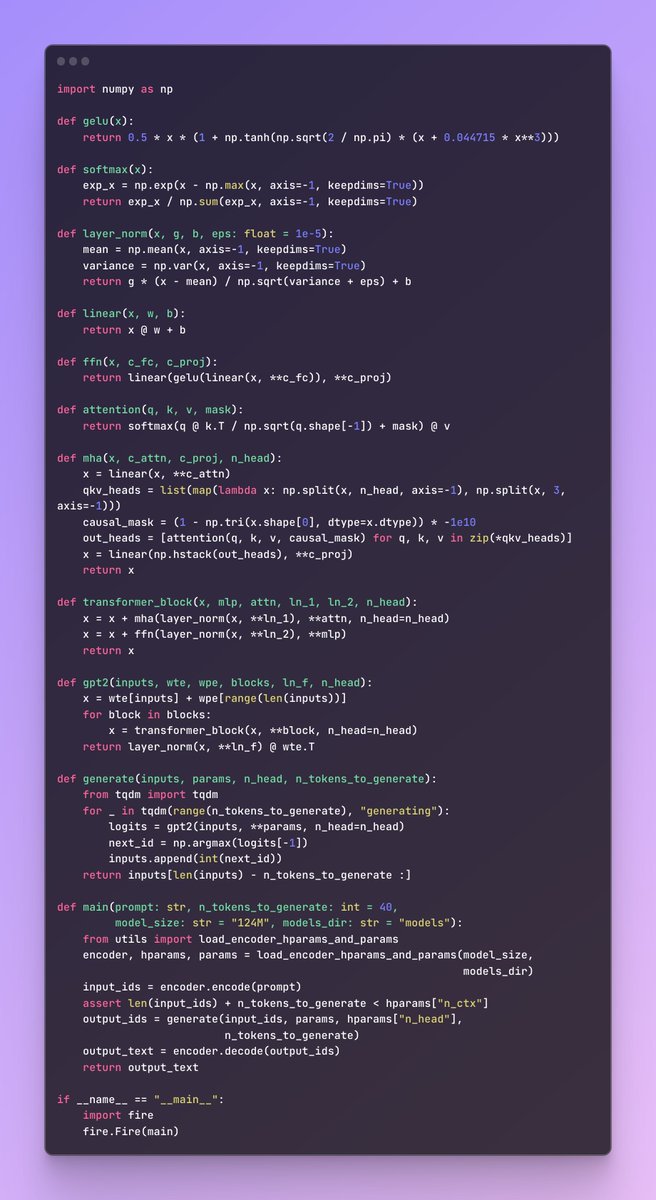 import numpy as np

def gelu(x):
    return 0.5 * x * (1 + np.tanh(np.sqrt(2 / np.pi) * (x + 0.044715 * x**3)))

def softmax(x):
    exp_x = np.exp(x - np.max(x, axis=-1, keepdims=True))
    return exp_x / np.sum(exp_x, axis=-1, keepdims=True)

def layer_norm(x, g, b, eps: float = 1e-5):
    mean = np.mean(x, axis=-1, keepdims=True)
    variance = np.var(x, axis=-1, keepdims=True)
    return g * (x - mean) / np.sqrt(variance + eps) + b

def linear(x, w, b):
    return x @ w + b

def ffn(x, c_fc, c_proj):
    return linear(gelu(linear(x, **c_fc)), **c_proj)

def attention(q, k, v, mask):
    return softmax(q @ k.T / np.sqrt(q.shape[-1]) + mask) @ v

def mha(x, c_attn, c_proj, n_head):
    x = linear(x, **c_attn)
    qkv_heads = list(map(lambda x: np.split(x, n_head, axis=-1), np.split(x, 3,
axis=-1)))
    causal_mask = (1 - np.tri(x.shape[0], dtype=x.dtype)) * -1e10
    out_heads = [attention(q, k, v, causal_mask) for q, k, v in zip(*qkv_heads)]
    x = linear(np.hstack(out_heads), **c_proj)
    return x

def transformer_block(x, mlp, attn, ln_1, ln_2, n_head):
    x = x + mha(layer_norm(x, **ln_1), **attn, n_head=n_head)
    x = x + ffn(layer_norm(x, **ln_2), **mlp)
    return x

def gpt2(inputs, wte, wpe, blocks, ln_f, n_head):
    x = wte[inputs] + wpe[range(len(inputs))]
    for block in blocks:
        x = transformer_block(x, **block, n_head=n_head)
    return layer_norm(x, **ln_f) @ wte.T

def generate(inputs, params, n_head, n_tokens_to_generate):
    from tqdm import tqdm
    for _ in tqdm(range(n_tokens_to_generate), "generating"):
        logits = gpt2(inputs, **params, n_head=n_head)
        next_id = np.argmax(logits[-1])
        inputs.append(int(next_id))
    return inputs[len(inputs) - n_tokens_to_generate :]

def main(prompt: str, n_tokens_to_generate: int = 40,
         model_size: str = "124M", models_dir: str = "models"):
    from utils import load_encoder_hparams_and_params
    encoder, hparams, params = load_encoder_hparams_and_params(model_size,
                                                               models_dir)
    input_ids = encoder.encode(prompt)
    assert len(input_ids) + n_tokens_to_generate < hparams["n_ctx"]
    output_ids = generate(input_ids, params, hparams["n_head"],
                          n_tokens_to_generate)
    output_text = encoder.decode(output_ids)
    return output_text

if __name__ == "__main__":
    import fire
    fire.Fire(main)